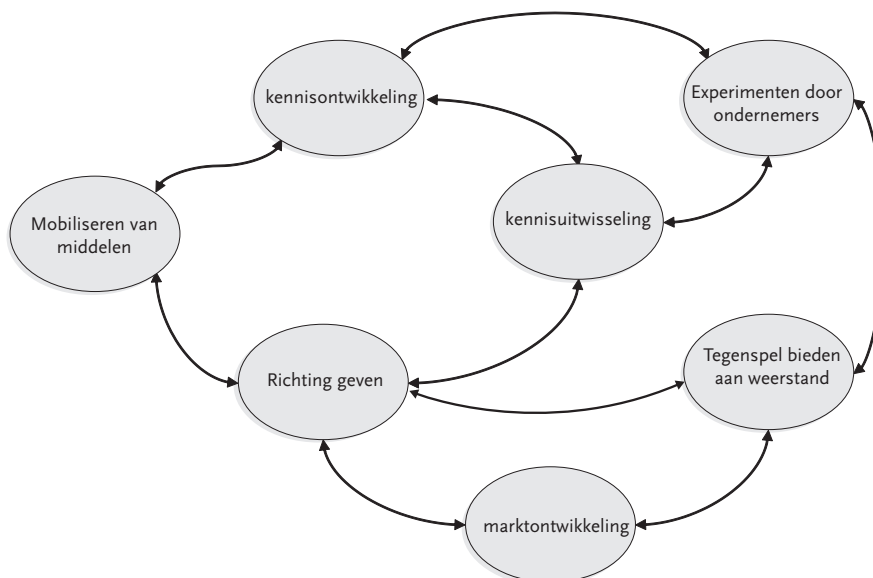 kennisontwikkeling
Experimenten door
ondernemers
Mobiliseren van
middelen
kennisuitwisseling
Richting geven
Tegenspel bieden
aan weerstand
marktontwikkeling